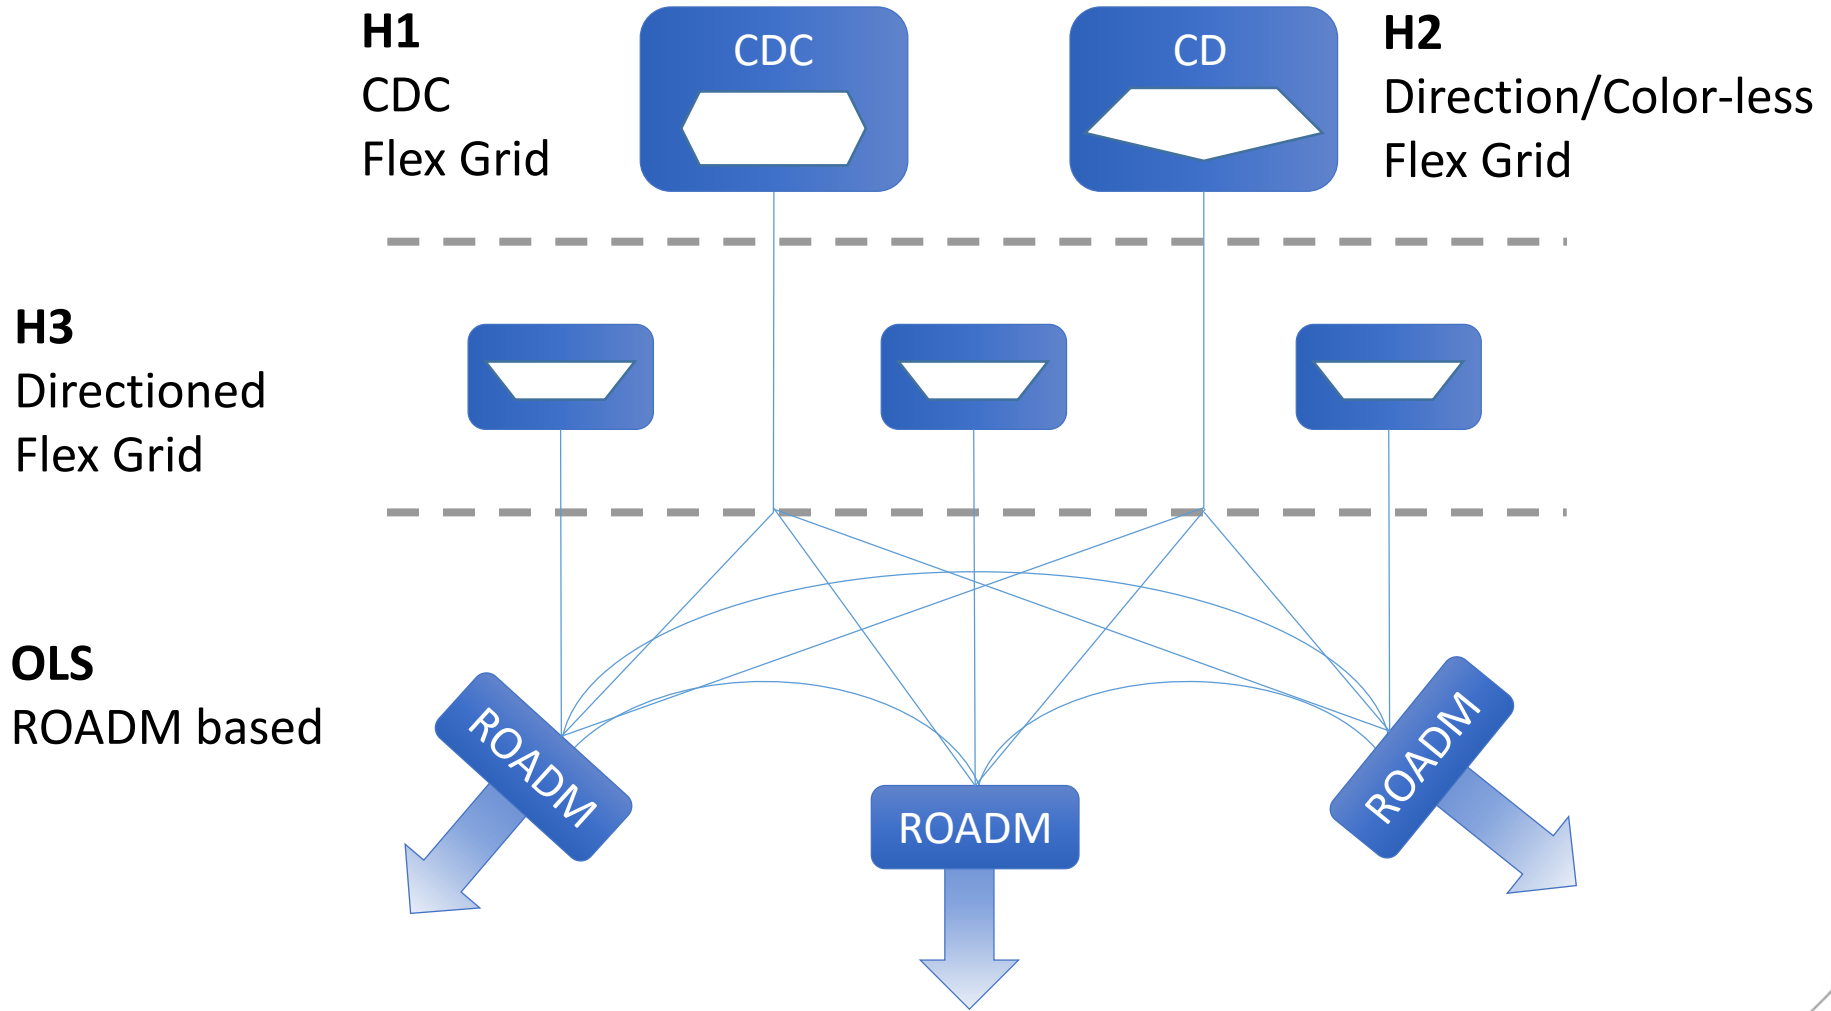 H1
CDC
Flex Grid
CDC
CD
H2
Direction/Color-less
Flex Grid
H3
Directioned
Flex Grid
OLS
ROADM based
ROADM
ROADM
ROADM